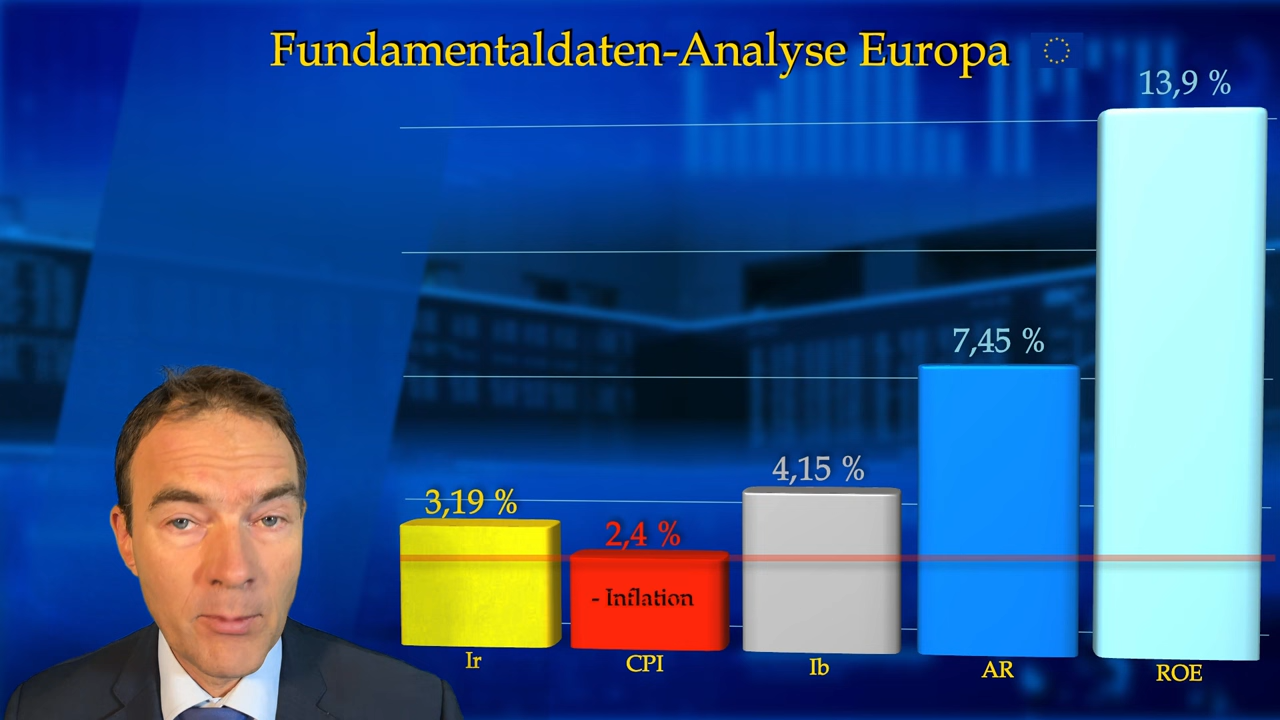 Fundamentaldaten-Analyse Europa
13,9 %
7,45 %
4,15 %
3,19 %
2,4 %
- Inflation
Ir
CPI
Ib
AR
ROE